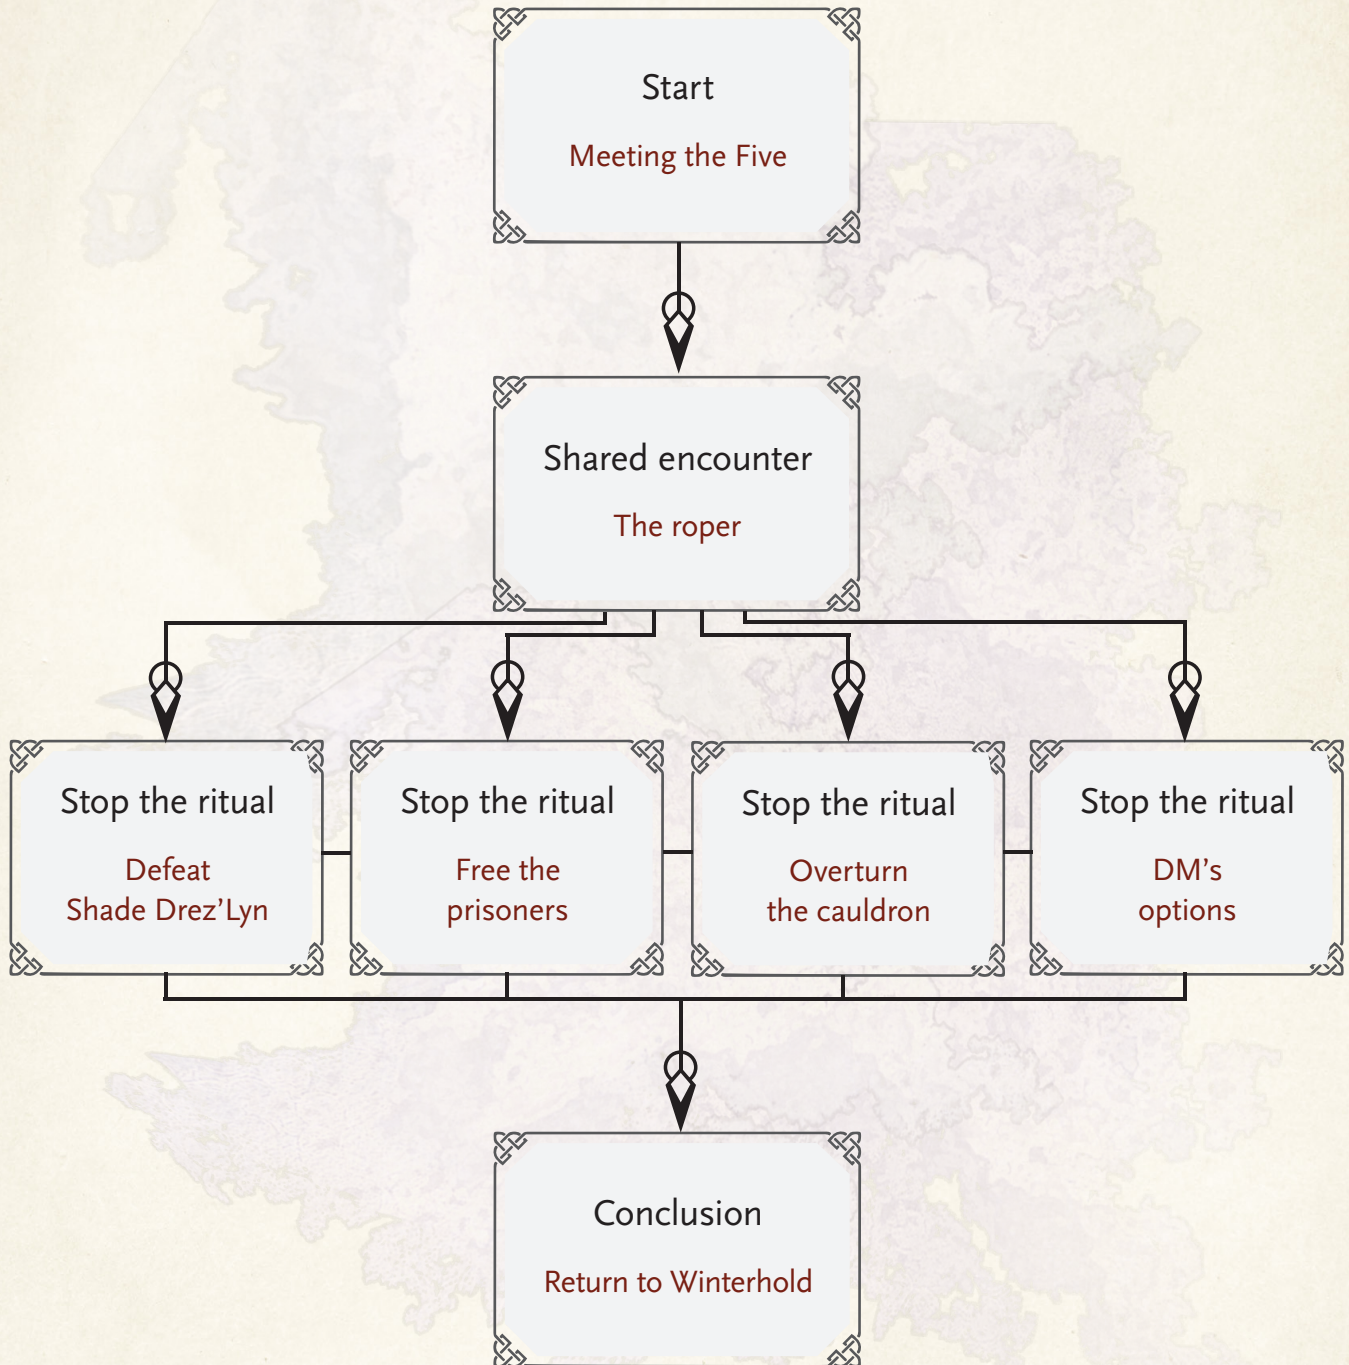 Start
Meeting the Five
Shared encounter
The roper
Stop the ritual
Defeat
Shade Drez’Lyn
Stop the ritual
Free the
prisoners
Stop the ritual
Overturn
the cauldron
Stop the ritual
DM’s
options
Conclusion
Return to Winterhold